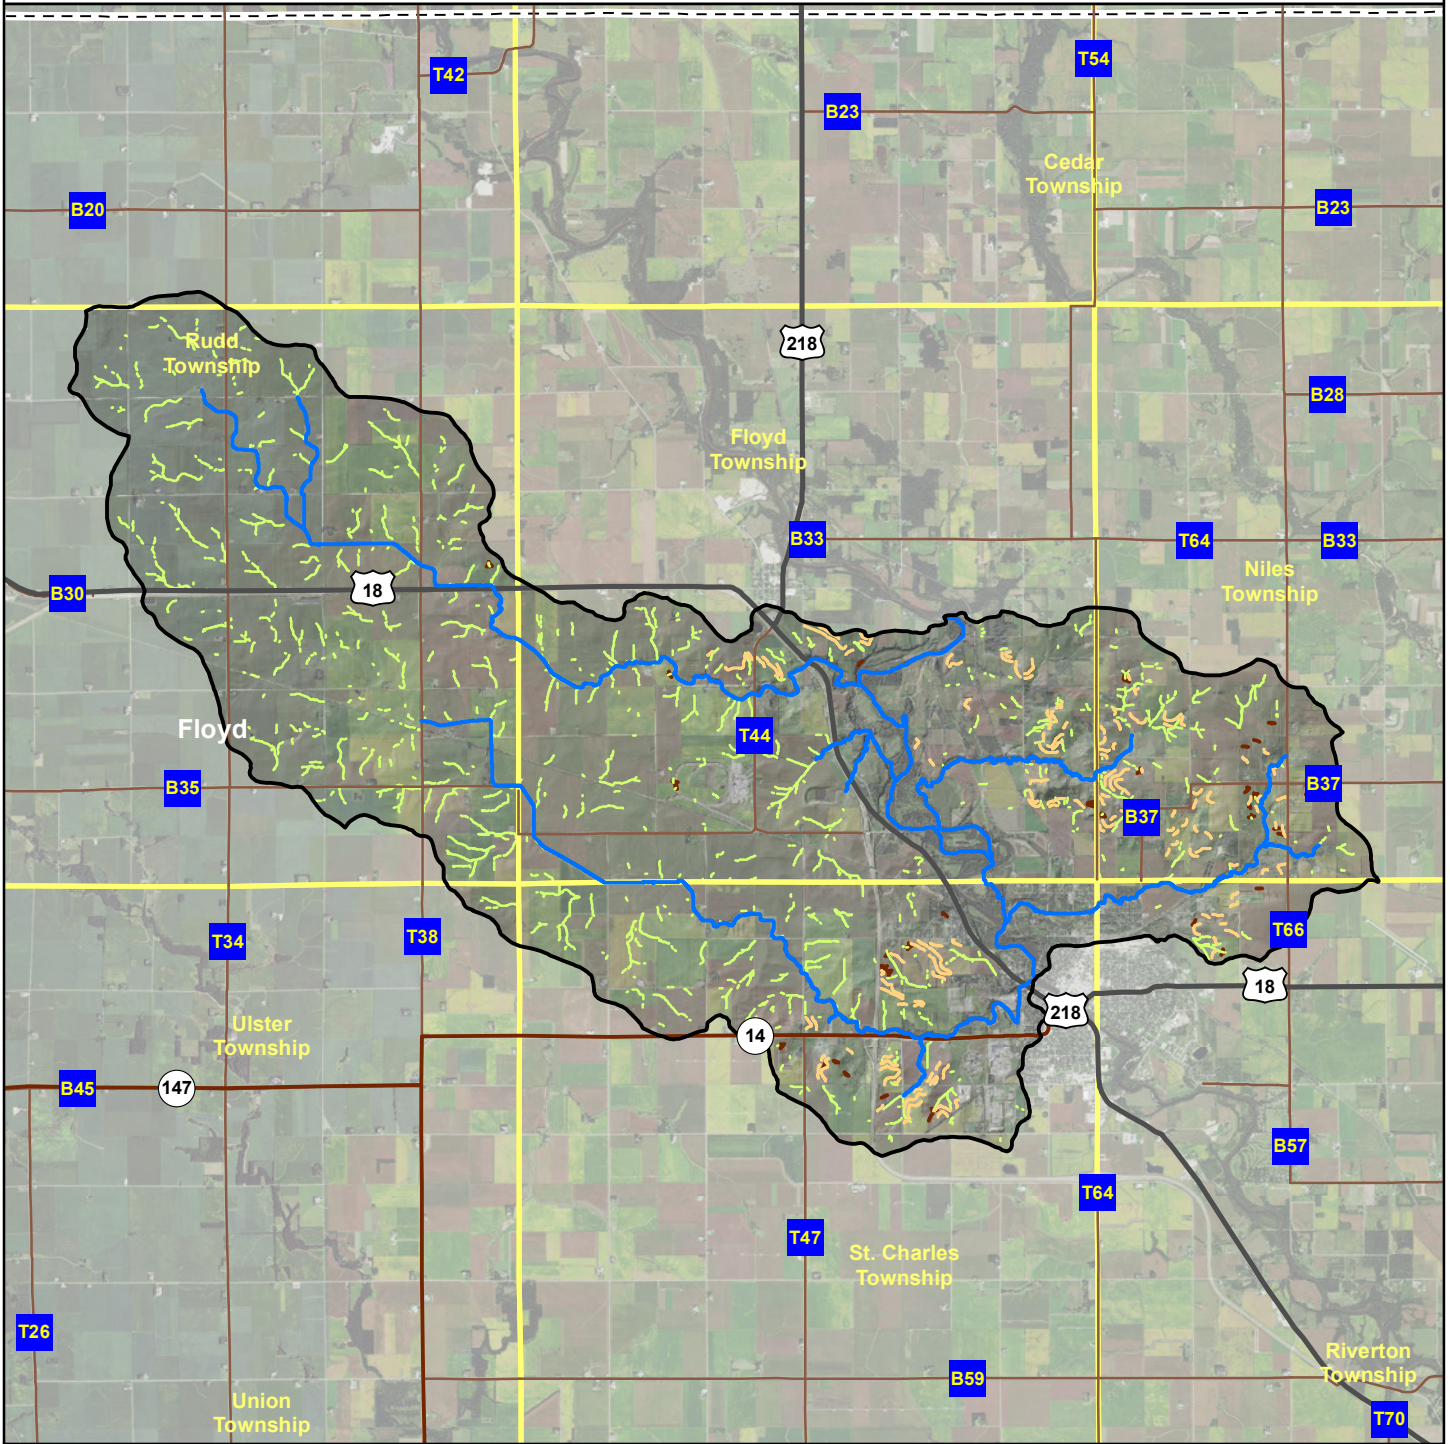 T54
T42
B23
Cedar
Township
B20
B23
218
Rudd
Township
B28
Floyd
Township
B33
T64
B33
Niles
Township
18
B30
Floyd
T44
B35
B37
B37
T66
T34
T38
18
218
Ulster
Township
14
B45
147
B57
T64
T47
St. Charles
Township
T26
Riverton
Township
B59
Union
Township
T70